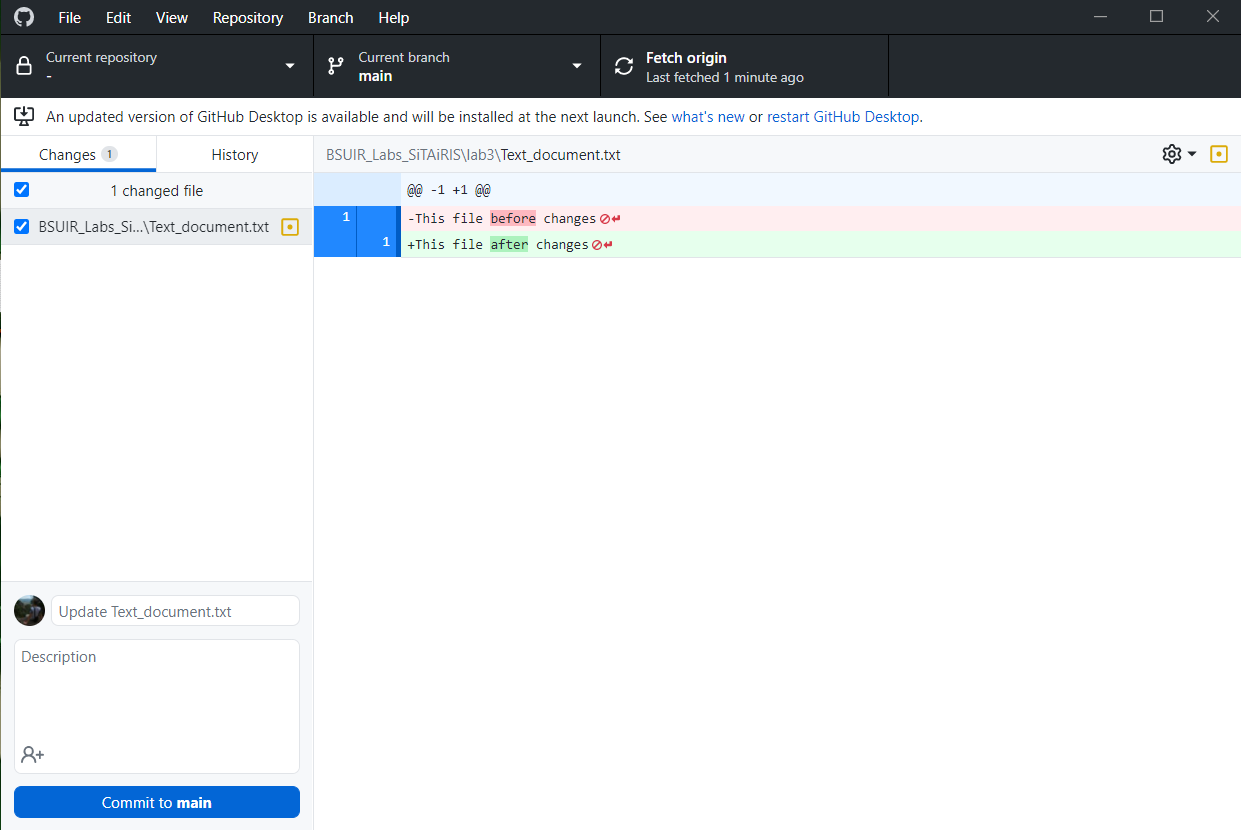 File Edit View Repository Branch Help
Current repository
-
Current branch
main
Fetch origin
Last fetched 1 minute ago
An updated version of GitHub Desktop is available and will be installed at the next launch. See what's new or restart GitHub Desktop.
Changes 1
History
BSUIR_Labs_SiTAiRIS\lab3\Text_document.txt
1 changed file
BSUIR_Labs_Si...\Text_document.txt
@@ -1 +1 @@
1 -This file before changes
1 +This file after changes
Update Text_document.txt
Description
Commit to main